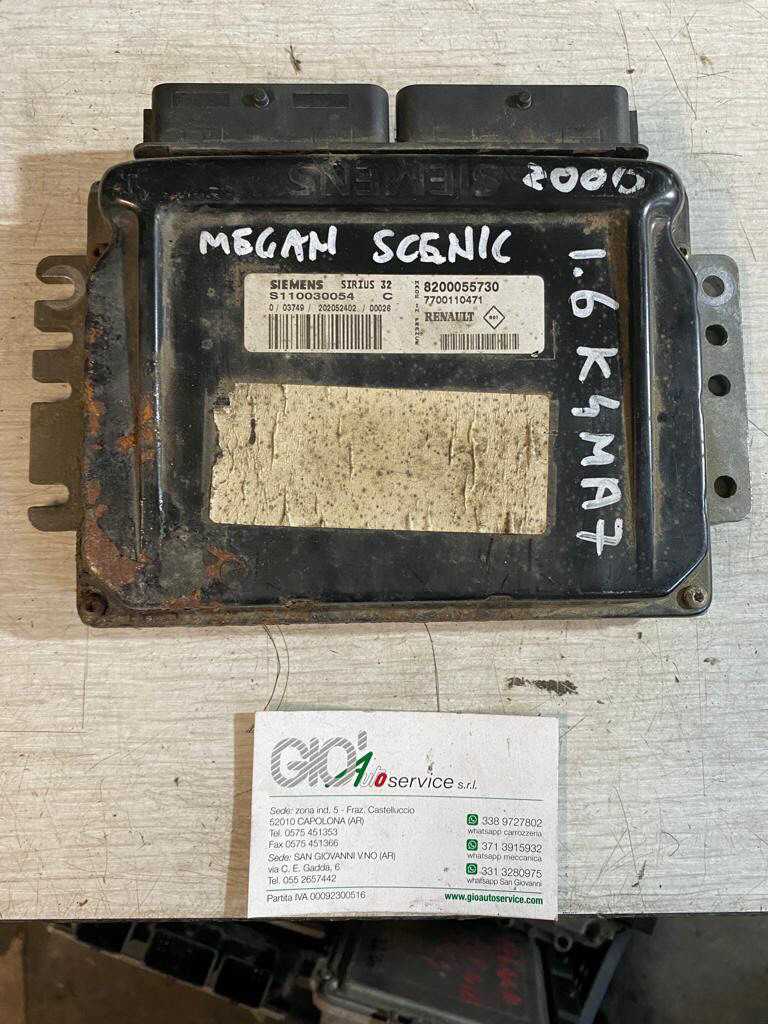 SIEMENS
2000
MEGAN SCENIC
1.6 K4MA7
SIEMENS SIRIUS 32
S110030054 C
0 / 03749 / 202052402 / 00026
8200055730
7700110471
RENAULT
GIO' Auto service s.r.l.
Sede: zona ind. 5 - Fraz. Castelluccio
52010 CAPOLONA (AR)
Tel. 0575 451353
Fax 0575 451366
Sede: SAN GIOVANNI V.NO (AR)
via C. E. Gadda, 6
Tel. 055 2657442
Partita IVA 00092300516
338 9727802
whatsapp carrozzeria
371 3915932
whatsapp meccanica
331 3280975
whatsapp San Giovanni
www.gioautoservice.com